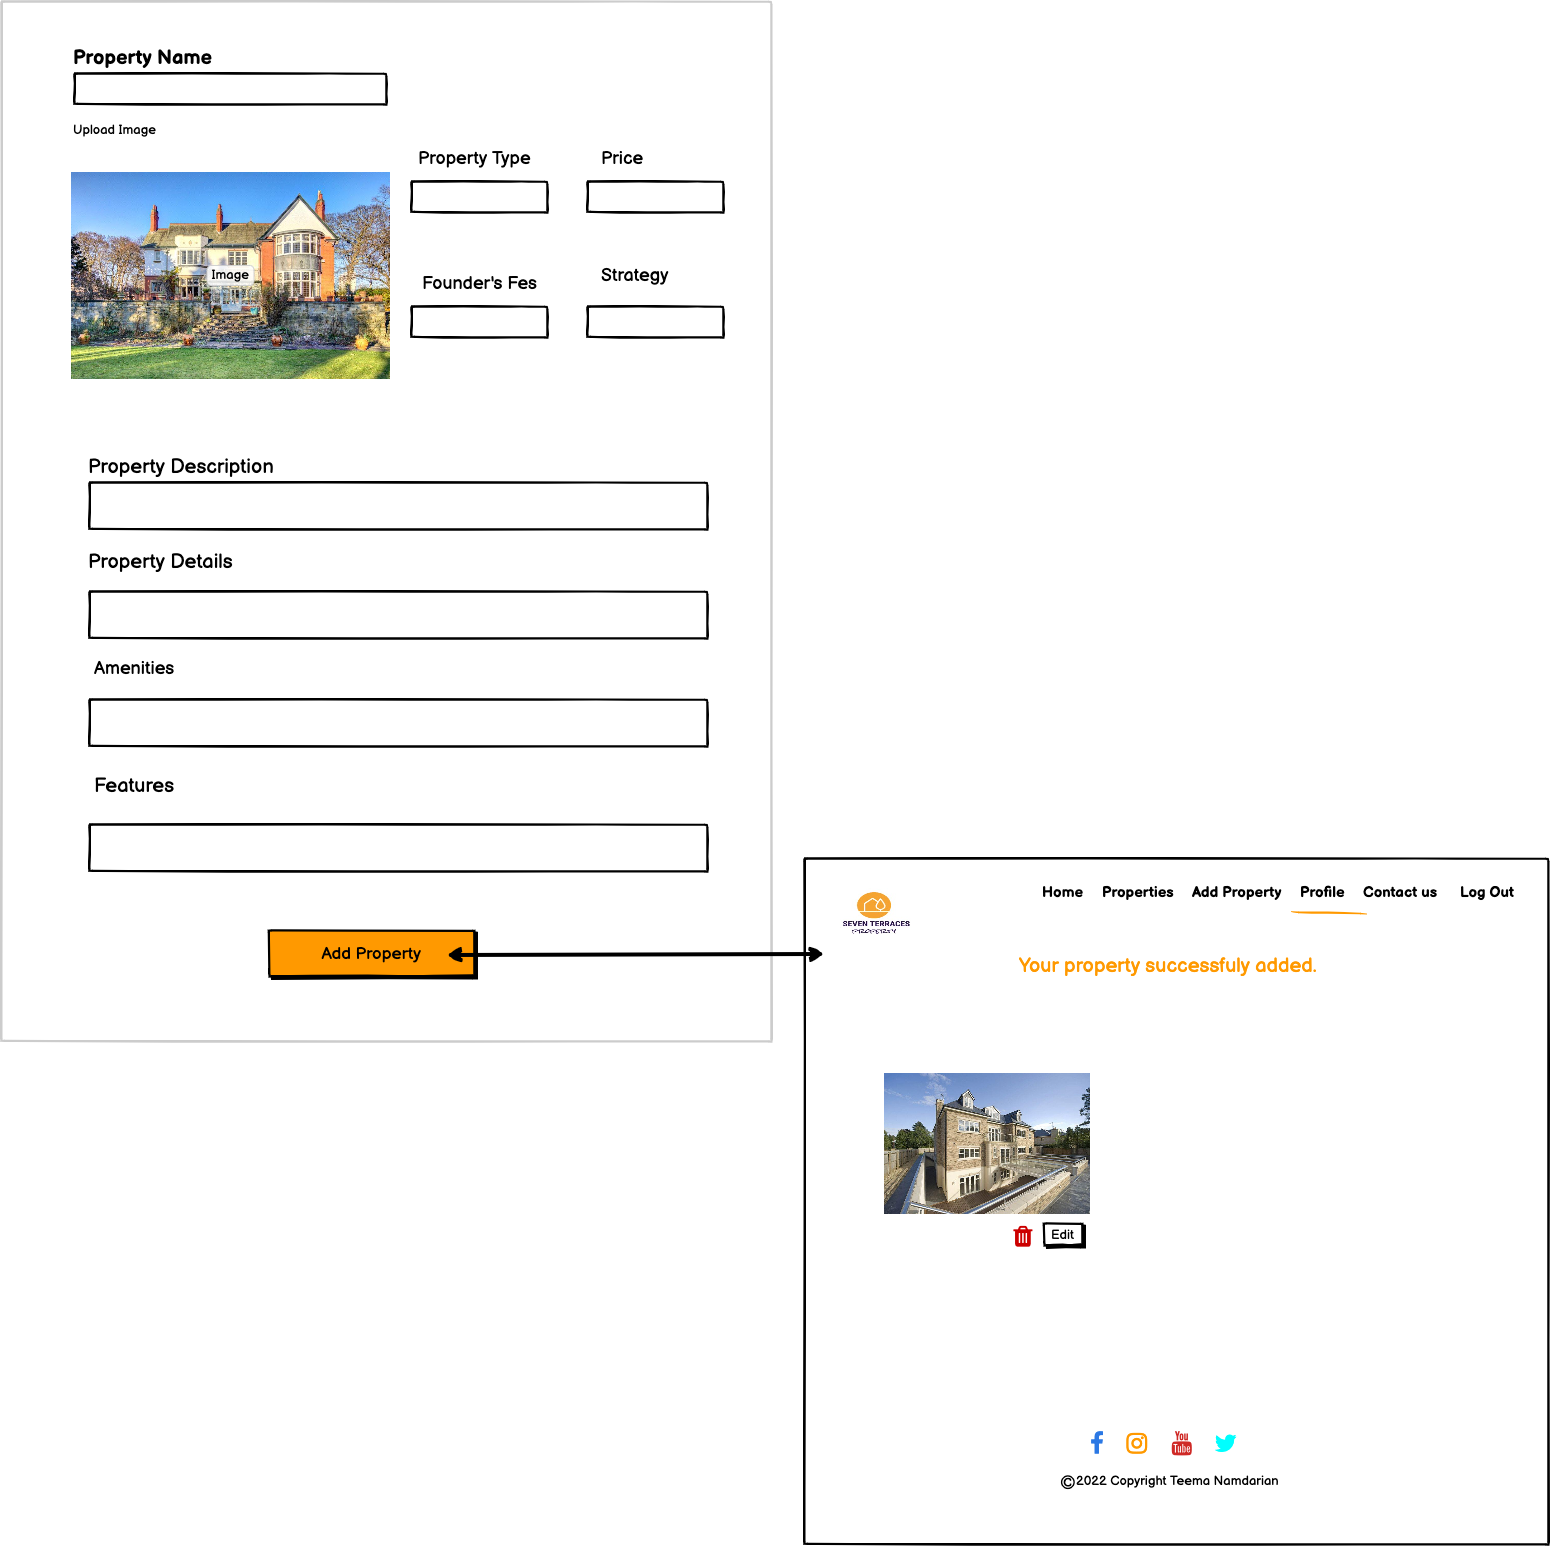 Property Name
Upload Image
Property Type Price
Image
Founder's Fes Strategy
Property Description
Property Details
Amenities
Features
Add Property
Home Properties Add Property Profile Contact us Log Out
SEVEN TERRACES
PROPERTY
Your property successfuly added.
Edit
You
Tube
©2022 Copyright Teema Namdarian